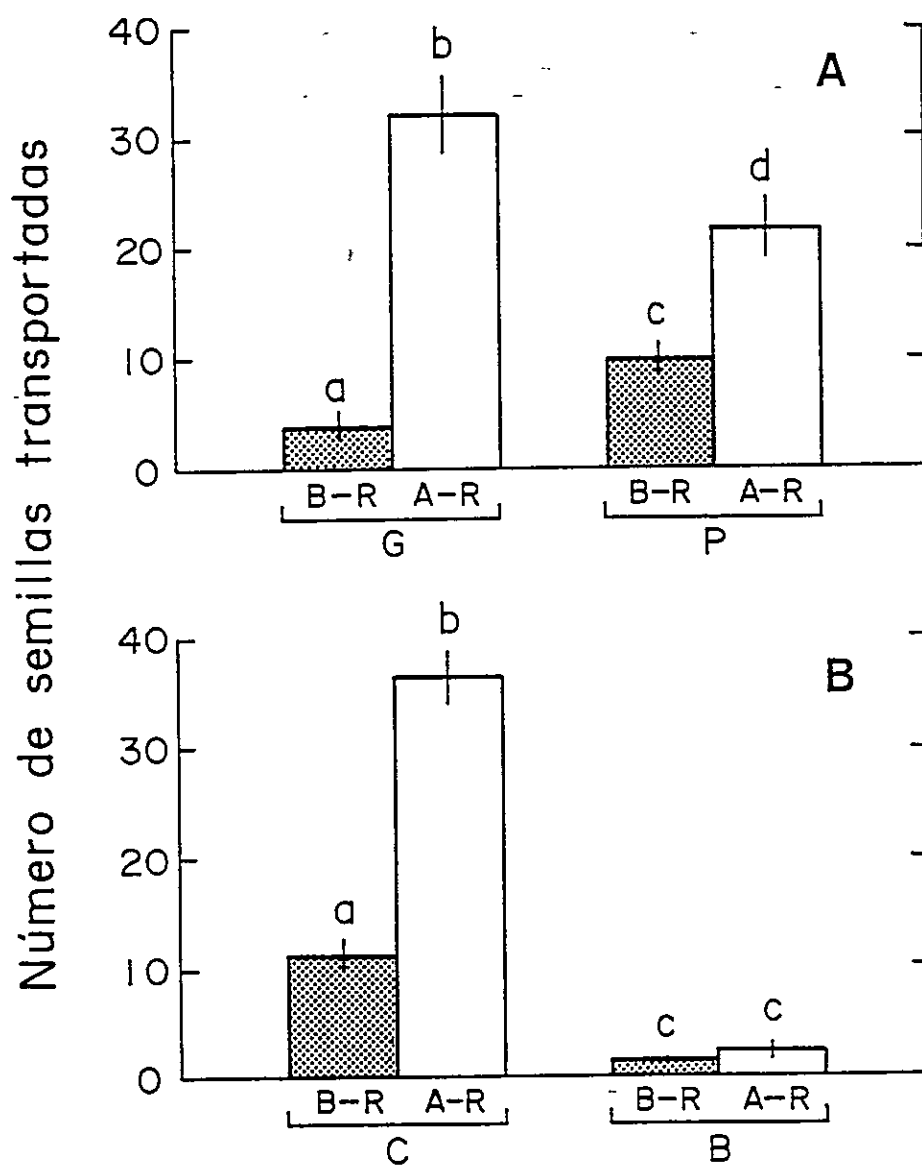 Número de semillas transportadas
A
40
30
20
10
0
a
b
c
d
B-R A-R B-R A-R
G P
B
40
30
20
10
0
a
b
c
c
B-R A-R B-R A-R
C B